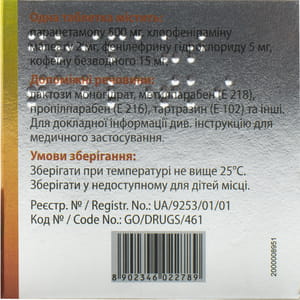 Одна таблетка містить:
парацетамолу 500 мг, хлорфеніраміну
малеату 2 мг, фенілефрину гідрохлориду 5 мг,
кофеїну безводного 15 мг.
Допоміжні речовини:
лактози моногідрат, метилпарабен (Е 218),
пропілпарабен (Е 216), тартразин (Е 102) та інші.
Для докладної інформації див. інструкцію для
медичного застосування.
Умови зберігання:
Зберігати при температурі не вище 25°С.
Зберігати у недоступному для дітей місці.
Реєстр. №/ Registr. No.: UA/9253/01/01
Код № / Code No.: GO/DRUGS/461
8 902346 022789
2000008951